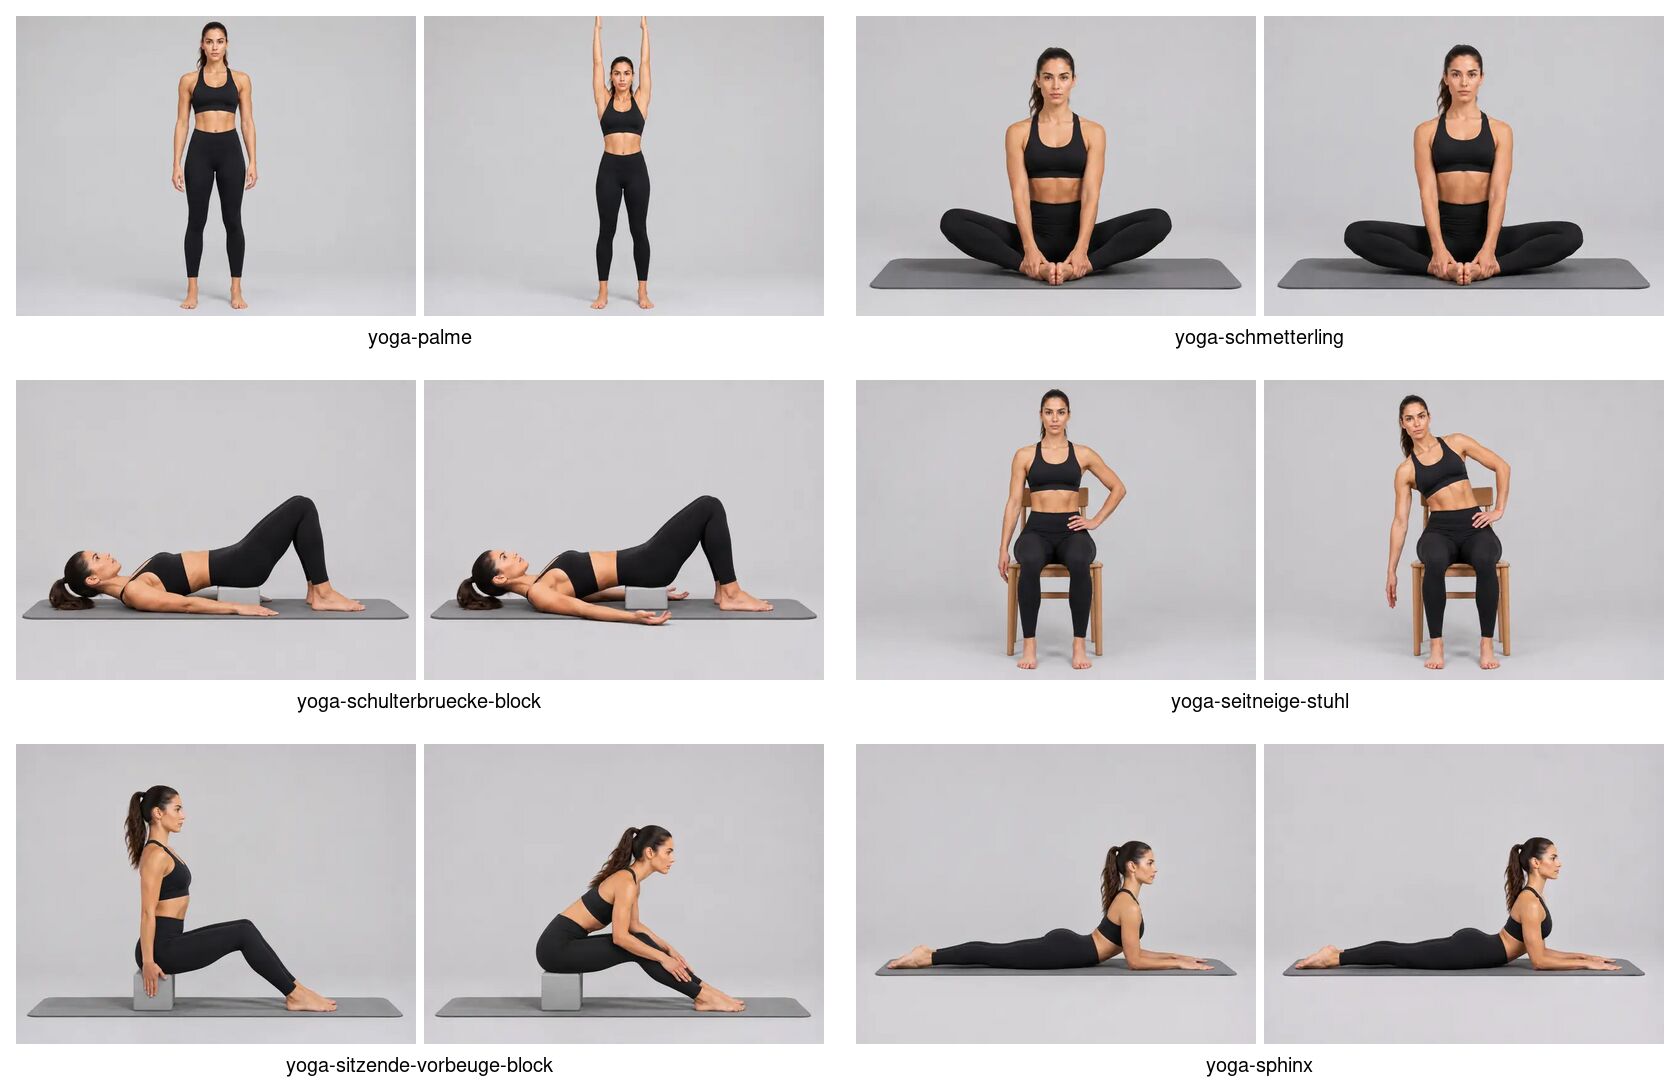 yoga-palme
yoga-schmetterling
yoga-schulterbruecke-block
yoga-seitneige-stuhl
yoga-sitzende-vorbeuge-block
yoga-sphinx